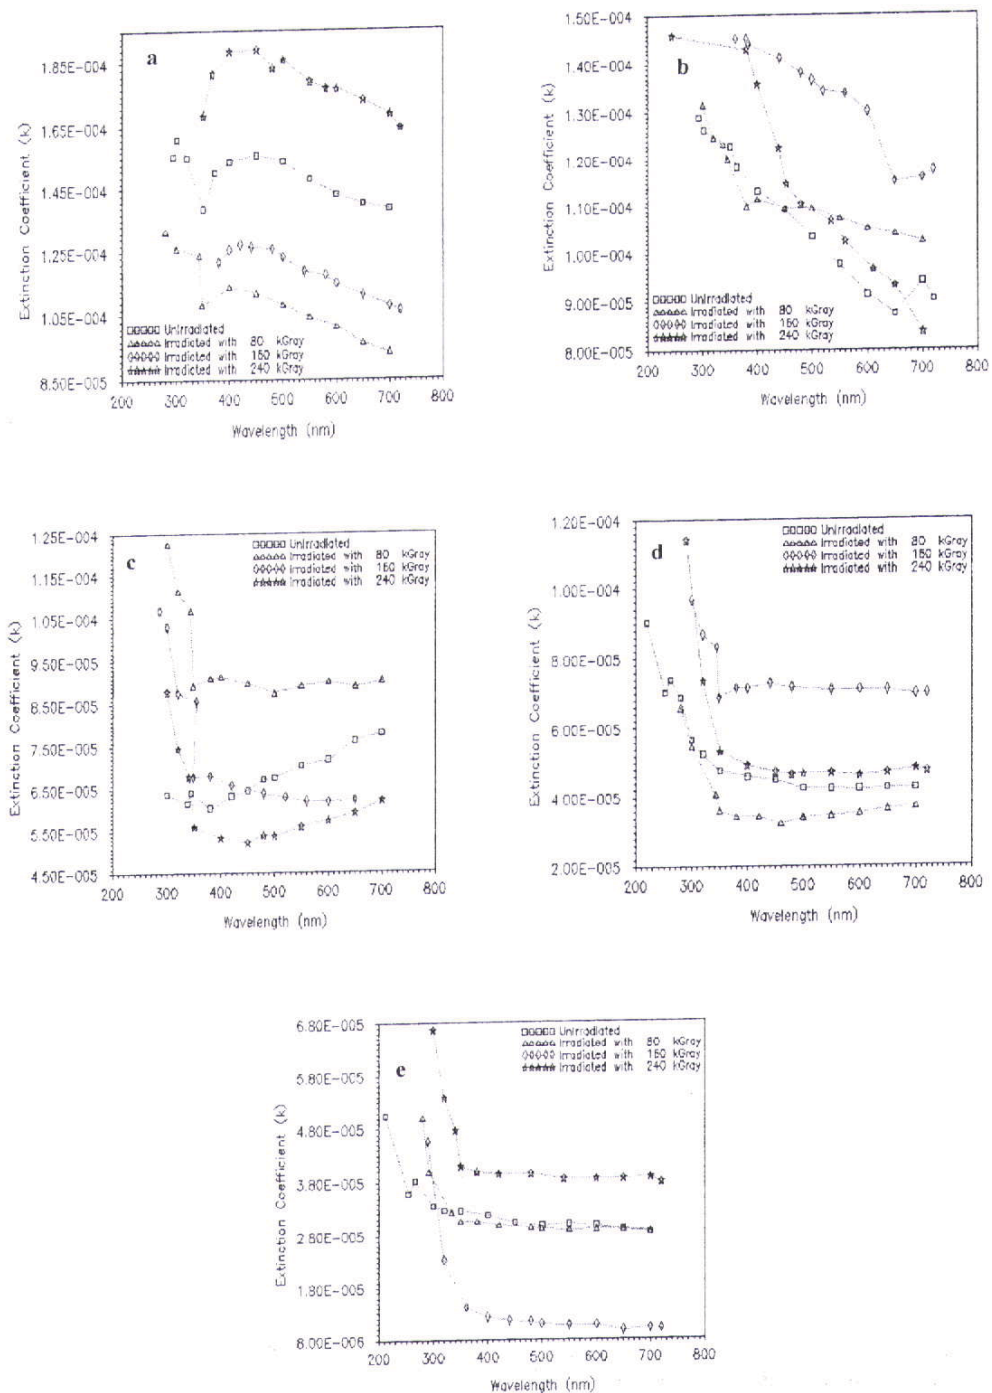 a
1.85E-004
1.65E-004
1.45E-004
1.25E-004
1.05E-004
8.50E-005
Extinction Coefficient (k)
Unirradiated
Irradiated with 80 kGray
Irradiated with 160 kGray
Irradiated with 240 kGray
200 300 400 500 600 700 800
Wavelength (nm)
b
1.50E-004
1.40E-004
1.30E-004
1.20E-004
1.10E-004
1.00E-004
9.00E-005
8.00E-005
Extinction Coefficient (k)
Unirradiated
Irradiated with 80 kGray
Irradiated with 160 kGray
Irradiated with 240 kGray
200 300 400 500 600 700 800
Wavelength (nm)
c
1.25E-004
1.15E-004
1.05E-004
9.50E-005
8.50E-005
7.50E-005
6.50E-005
5.50E-005
4.50E-005
Extinction Coefficient (k)
Unirradiated
Irradiated with 80 kGray
Irradiated with 160 kGray
Irradiated with 240 kGray
200 300 400 500 600 700 800
Wavelength (nm)
d
1.20E-004
1.00E-004
8.00E-005
6.00E-005
4.00E-005
2.00E-005
Extinction Coefficient (k)
Unirradiated
Irradiated with 80 kGray
Irradiated with 160 kGray
Irradiated with 240 kGray
200 300 400 500 600 700 800
Wavelength (nm)
e
6.80E-005
5.80E-005
4.80E-005
3.80E-005
2.80E-005
1.80E-005
8.00E-006
Extinction Coefficient (k)
Unirradiated
Irradiated with 80 kGray
Irradiated with 160 kGray
Irradiated with 240 kGray
200 300 400 500 600 700 800
Wavelength (nm)